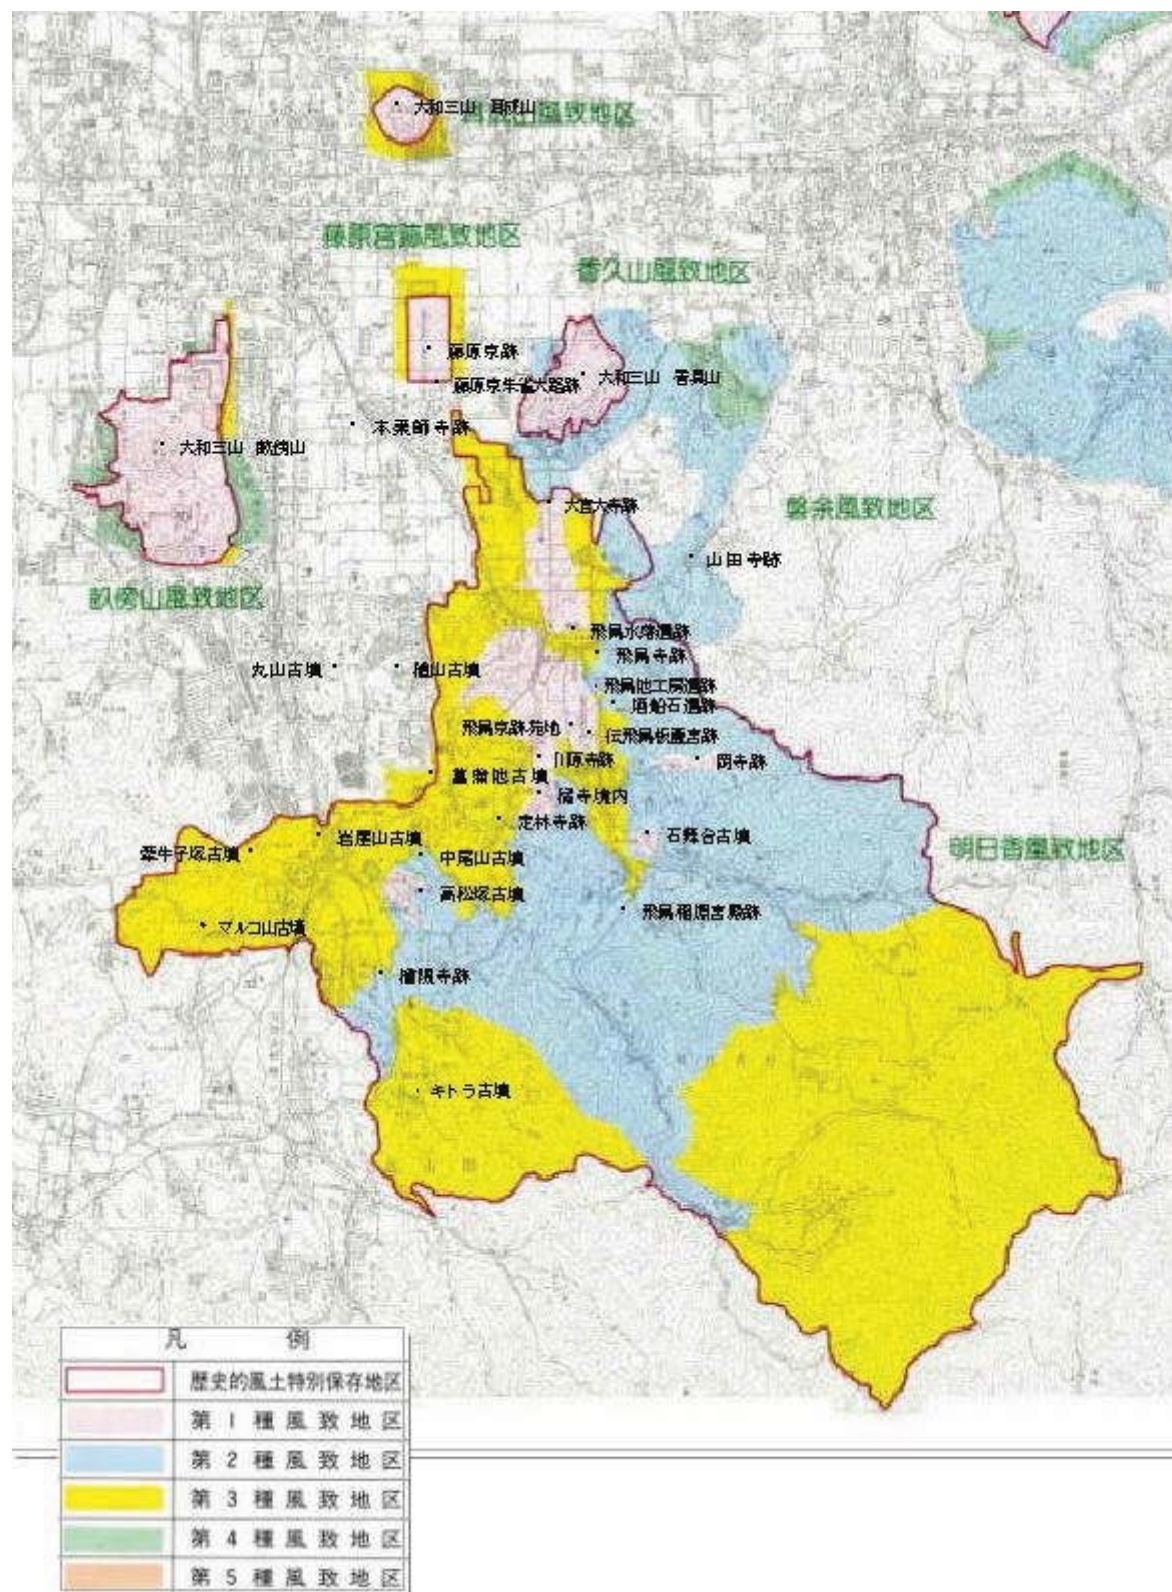 大和三山 耳成山
耳成山風致地区
藤原宮跡風致地区
香久山風致地区
藤原京跡
大和三山 香具山
藤原京朱雀大路跡
本薬師寺跡
大和三山 畝傍山
大官大寺跡
磐余風致地区
山田寺跡
畝傍山風致地区
飛鳥水落遺跡
飛鳥寺跡
丸山古墳
植山古墳
飛鳥池工房遺跡
酒船石遺跡
飛鳥京跡苑地
伝飛鳥板蓋宮跡
川原寺跡
岡寺跡
菖蒲池古墳
橘寺境内
定林寺跡
岩屋山古墳
石舞台古墳
牽牛子塚古墳
中尾山古墳
明日香風致地区
高松塚古墳
飛鳥稲淵宮殿跡
マルコ山古墳
檜隈寺跡
キトラ古墳
凡 例
歴史的風土特別保存地区
第1種風致地区
第2種風致地区
第3種風致地区
第4種風致地区
第5種風致地区